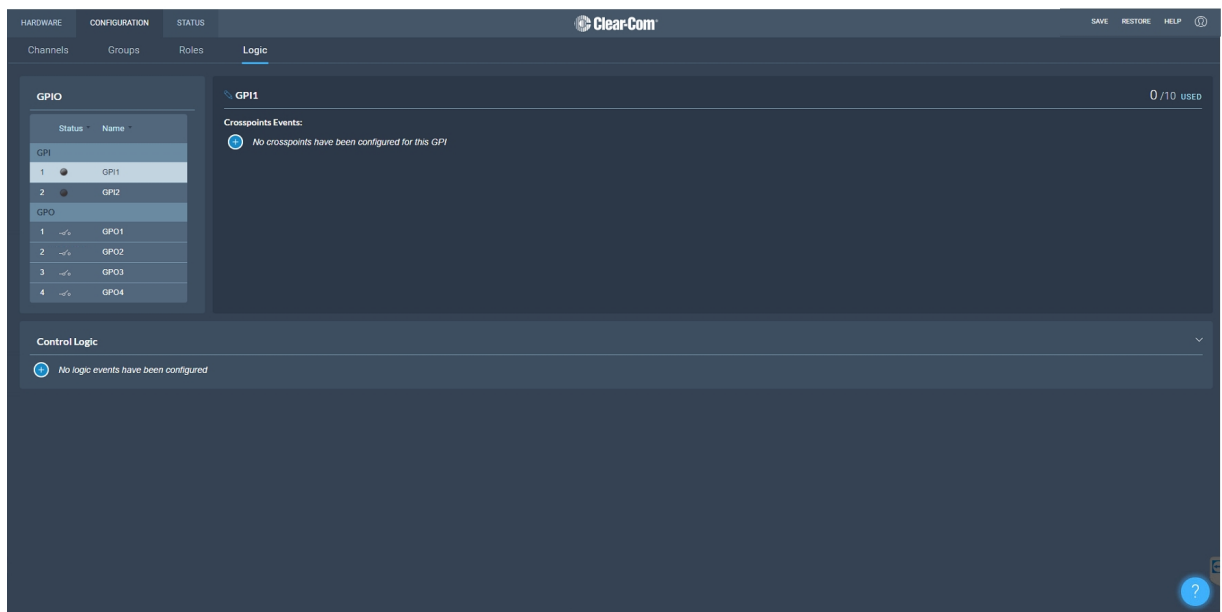 HARDWARE CONFIGURATION STATUS Clear-Com® SAVE RESTORE HELP
Channels Groups Roles Logic
GPIO
Status Name
GPI
1 GPI1
2 GPI2
GPO
1 GPO1
2 GPO2
3 GPO3
4 GPO4
GPI1 0 /10 USED
Crosspoints Events:
+ No crosspoints have been configured for this GPI
Control Logic
+ No logic events have been configured
?